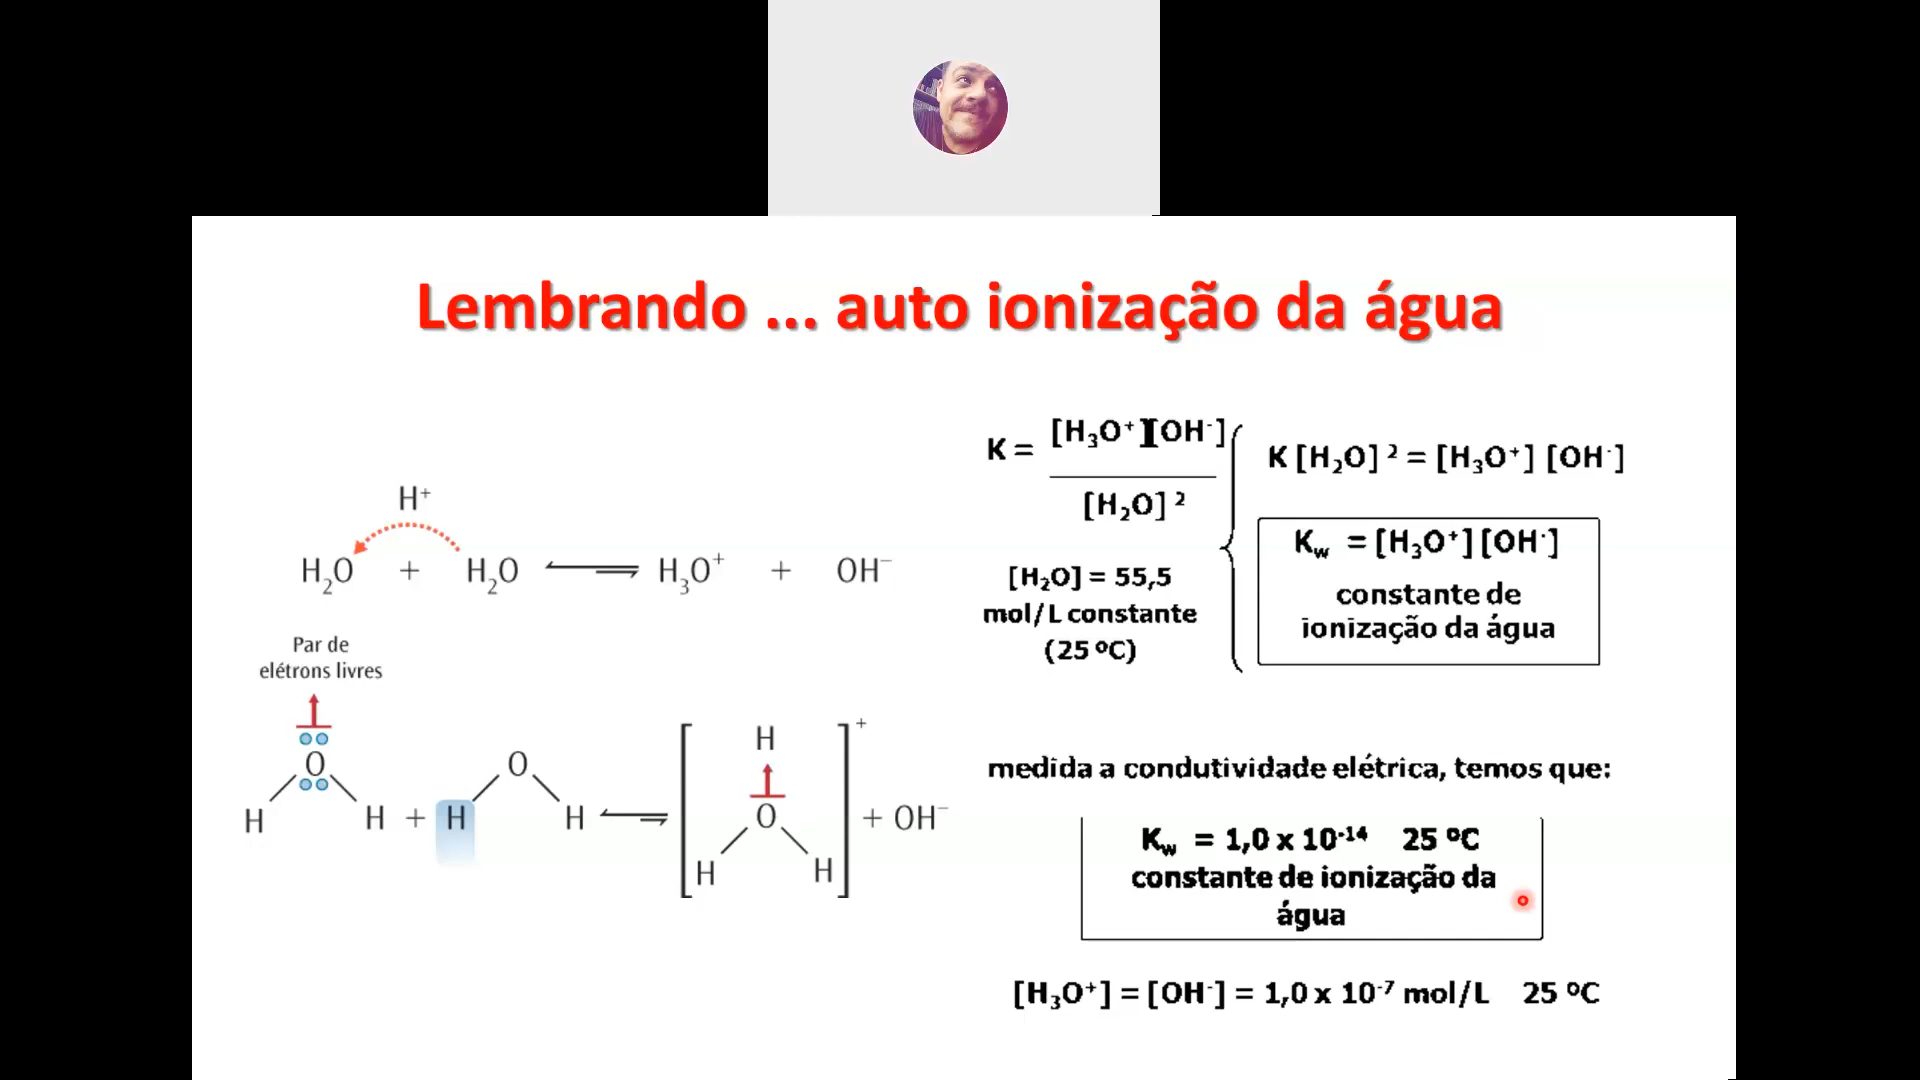 Lembrando ... auto ionização da água
H⁺
H₂O + H₂O ⇌ H₃O⁺ + OH⁻
Par de
elétrons livres
O
H H + H O H ⇌ [H O H H]⁺ + OH⁻
K = [H₃O⁺][OH⁻]
[H₂O]²
[H₂O] = 55,5
mol/L constante
(25 ºC)
K [H₂O]² = [H₃O⁺] [OH⁻]
Kw = [H₃O⁺] [OH⁻]
constante de
ionização da água
medida a condutividade elétrica, temos que:
Kw = 1,0 x 10⁻¹⁴ 25 ºC
constante de ionização da
água
[H₃O⁺] = [OH⁻] = 1,0 x 10⁻⁷ mol/L 25 ºC